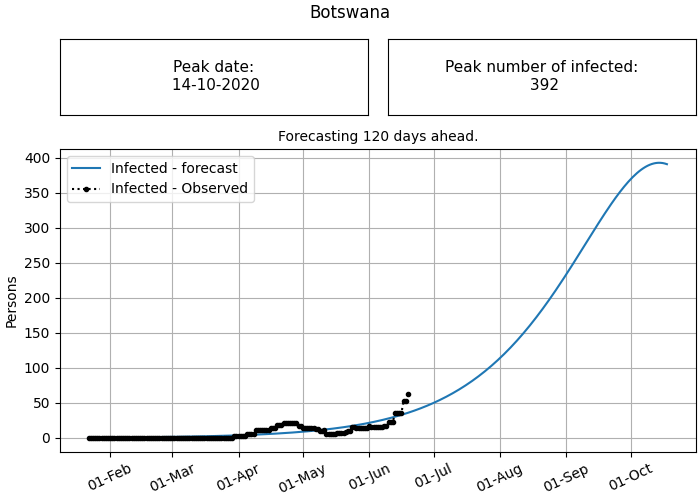 Botswana
Peak date:
14-10-2020
Peak number of infected:
392
Forecasting 120 days ahead.
Infected - forecast
Infected - Observed
Persons
400
350
300
250
200
150
100
50
0
01-Feb
01-Mar
01-Apr
01-May
01-Jun
01-Jul
01-Aug
01-Sep
01-Oct